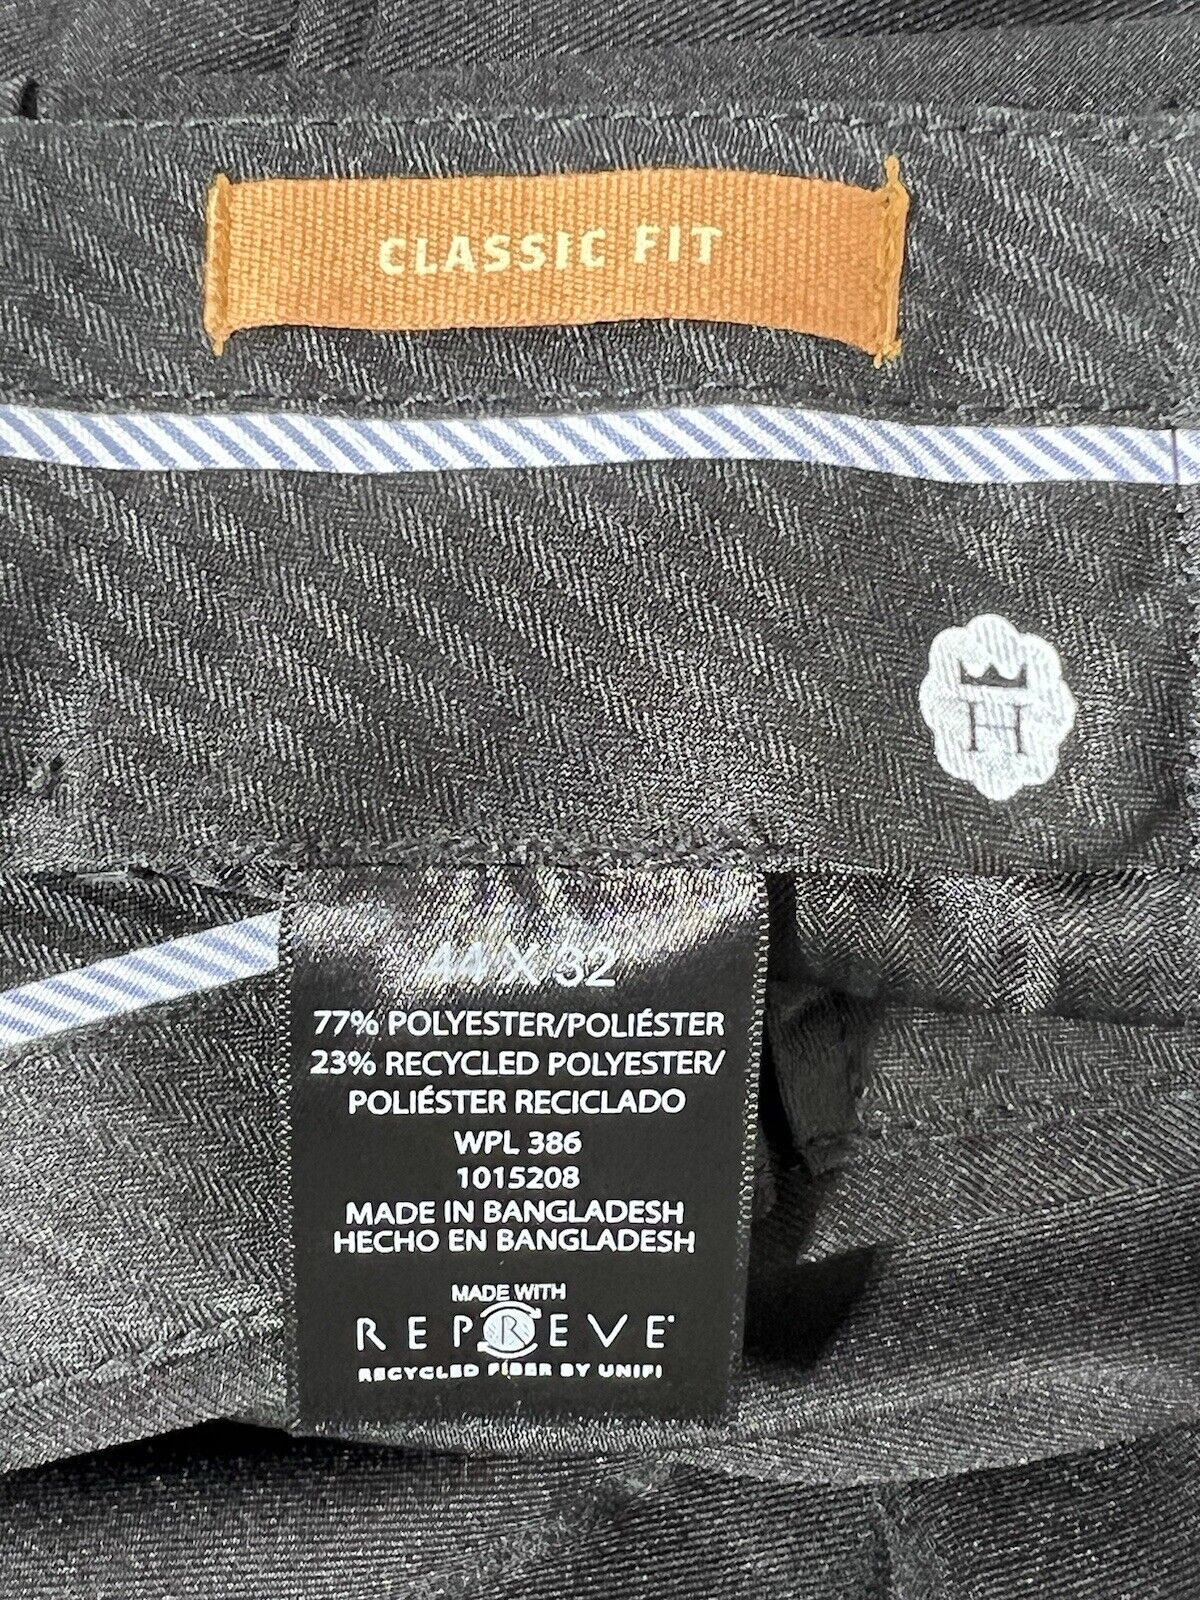 CLASSIC FIT
H
44 X 32
77% POLYESTER/POLIÉSTER
23% RECYCLED POLYESTER/
POLIÉSTER RECICLADO
WPL 386
1015208
MADE IN BANGLADESH
HECHO EN BANGLADESH
MADE WITH
REPREVE
RECYCLED FIBER BY UNIFI